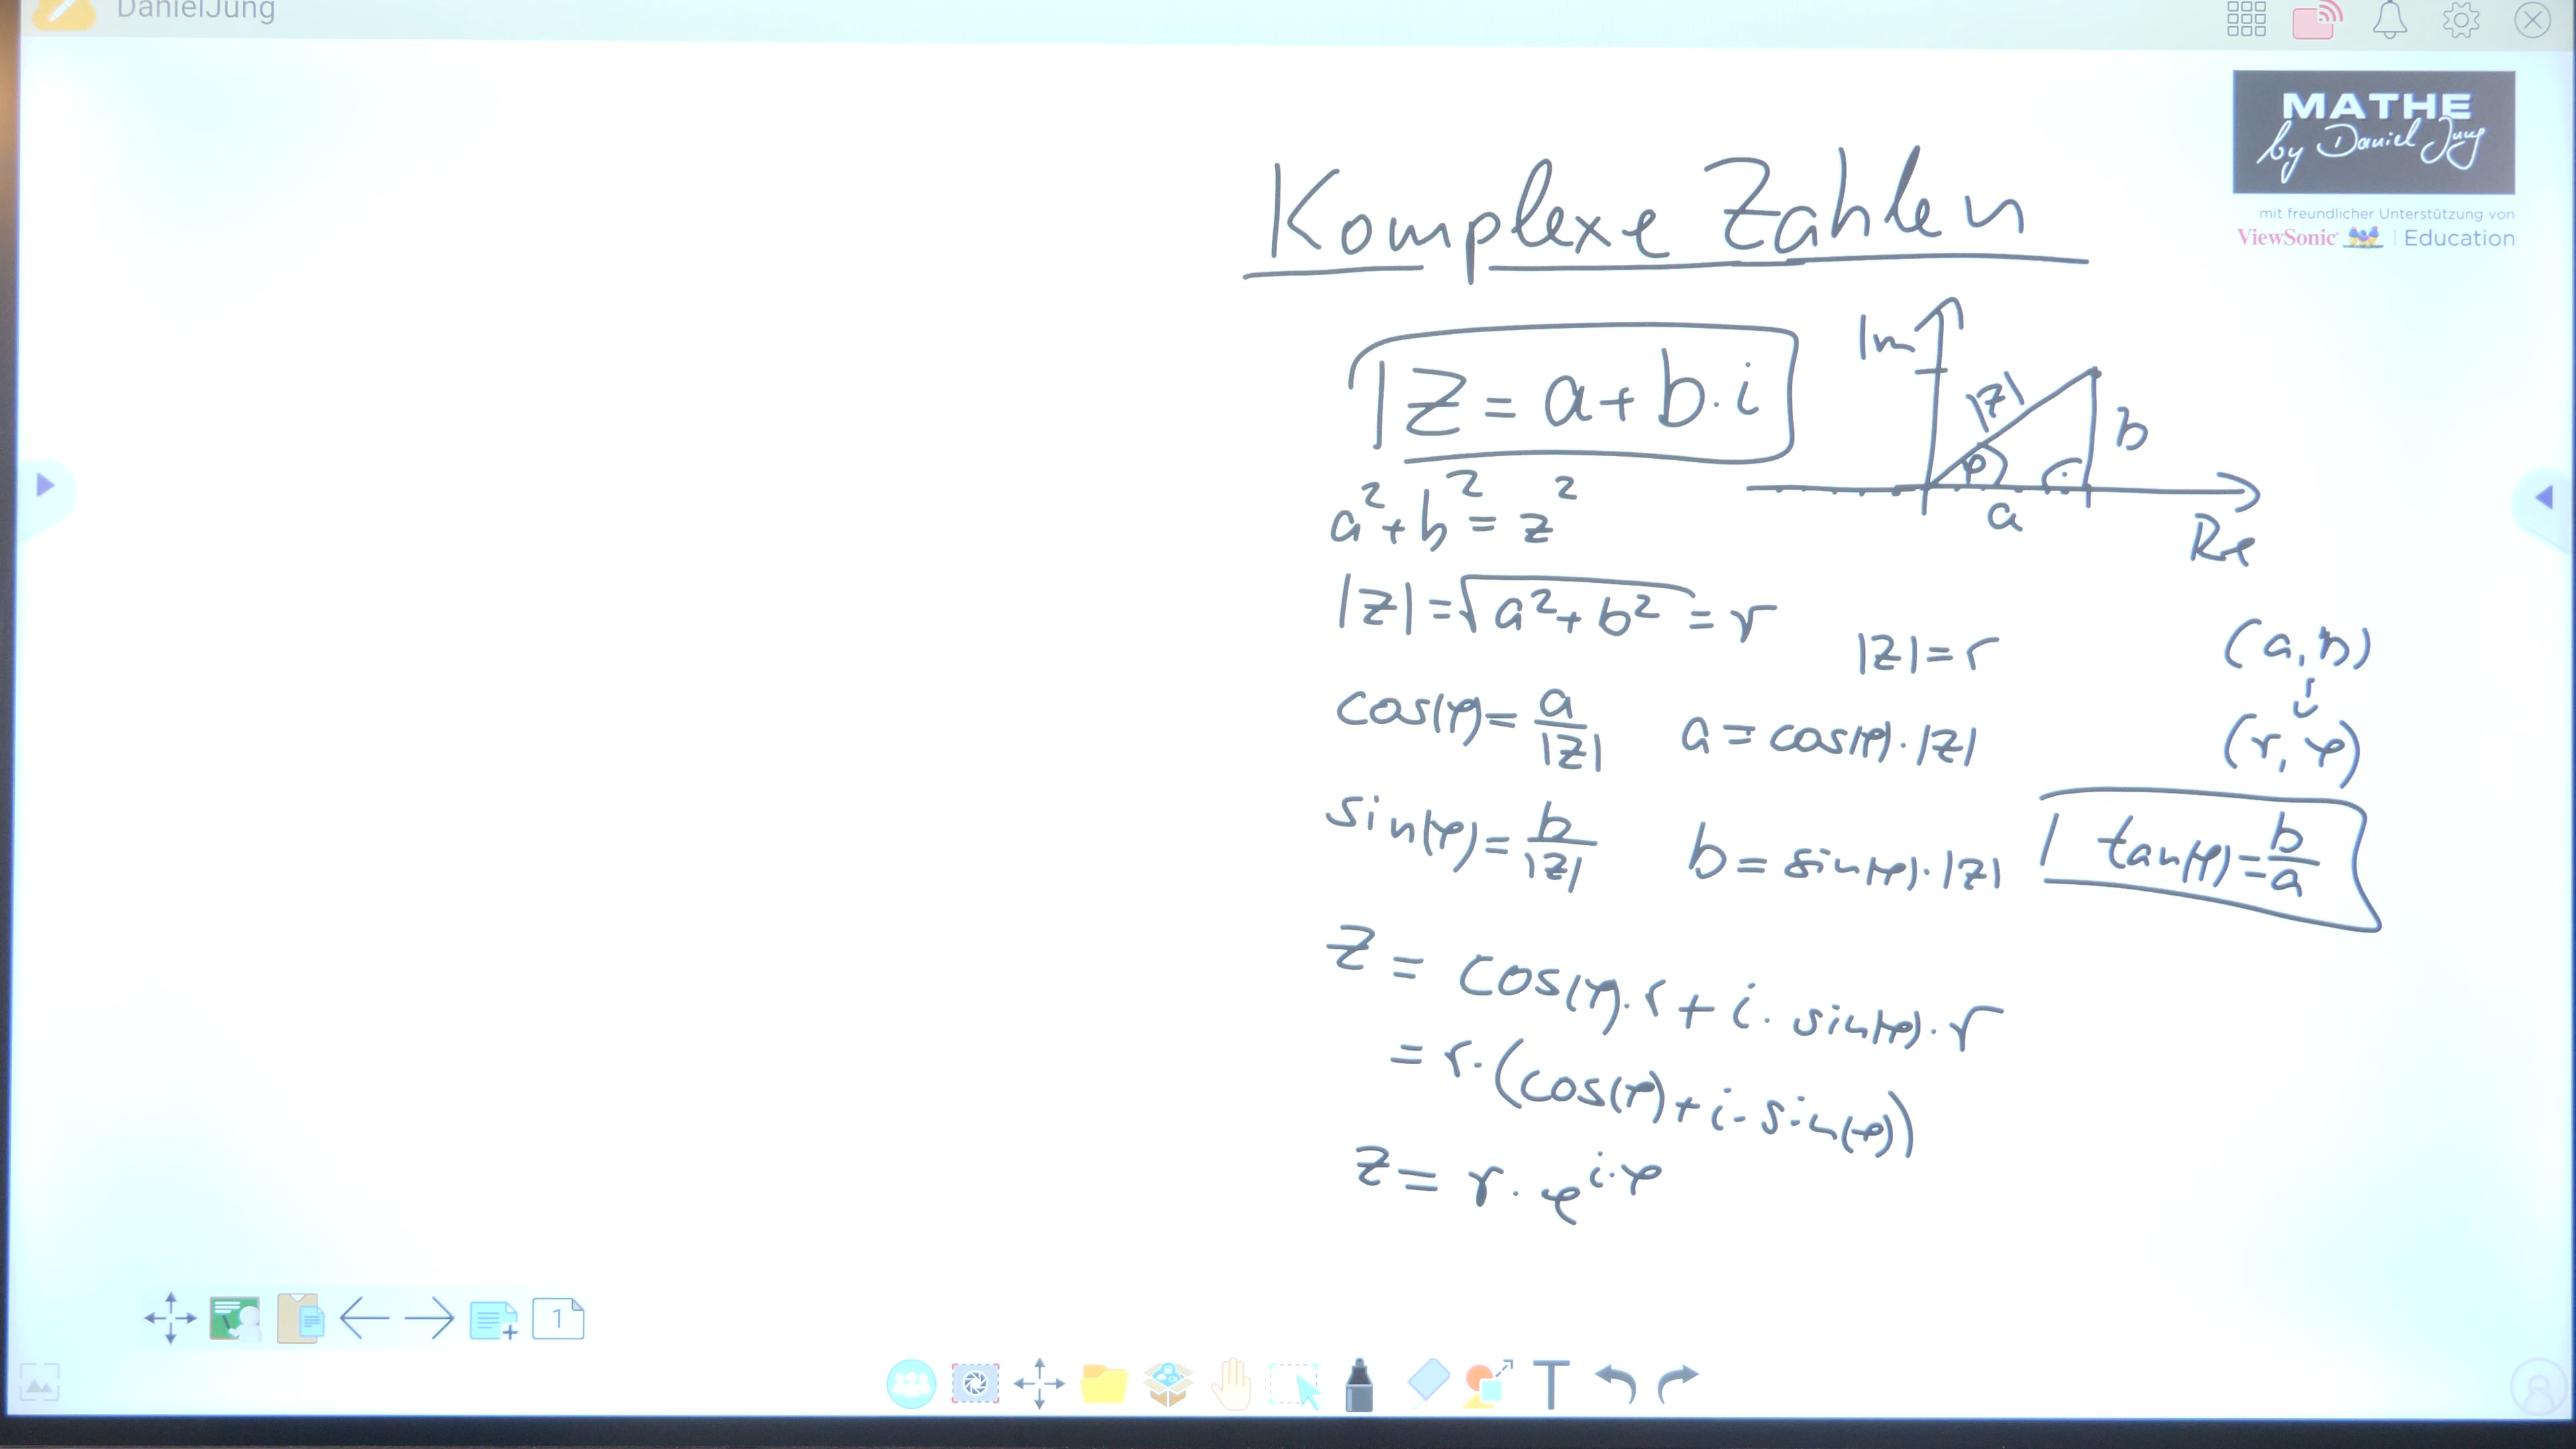 DanielJung
MATHE
by Daniel Jung
mit freundlicher Unterstützung von
ViewSonic | Education
Komplexe Zahlen
z = a + b · i
Im
|z|
b
φ
a
Re
a² + b² = z²
|z| = √a² + b² = r
|z| = r
(a, b)
↓
(r, φ)
cos(φ) = a/|z|
a = cos(φ) · |z|
sin(φ) = b/|z|
b = sin(φ) · |z|
tan(φ) = b/a
z = cos(φ) · r + i · sin(φ) · r
= r · (cos(φ) + i · sin(φ))
z = r · e^(i·φ)
1
T